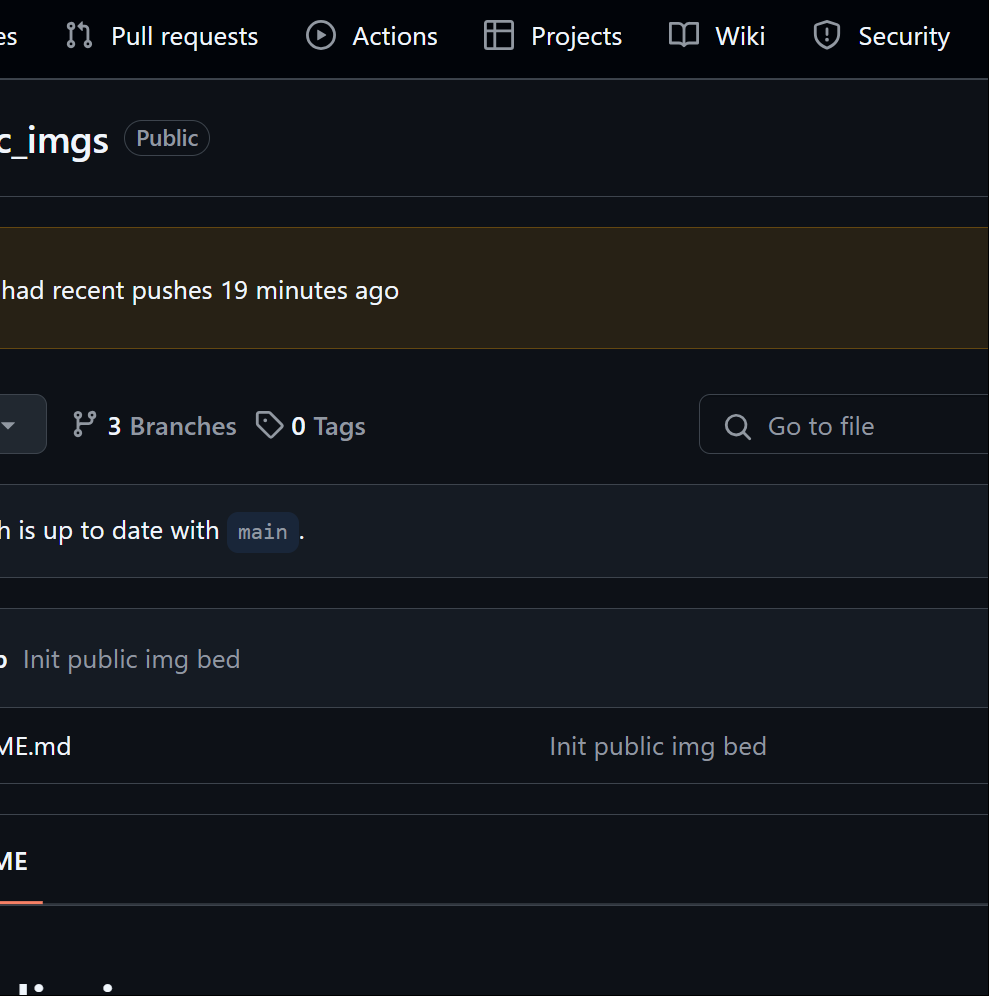 es Pull requests Actions Projects Wiki Security
c_imgs Public
had recent pushes 19 minutes ago
3 Branches 0 Tags Go to file
h is up to date with main.
Init public img bed
ME.md Init public img bed
ME